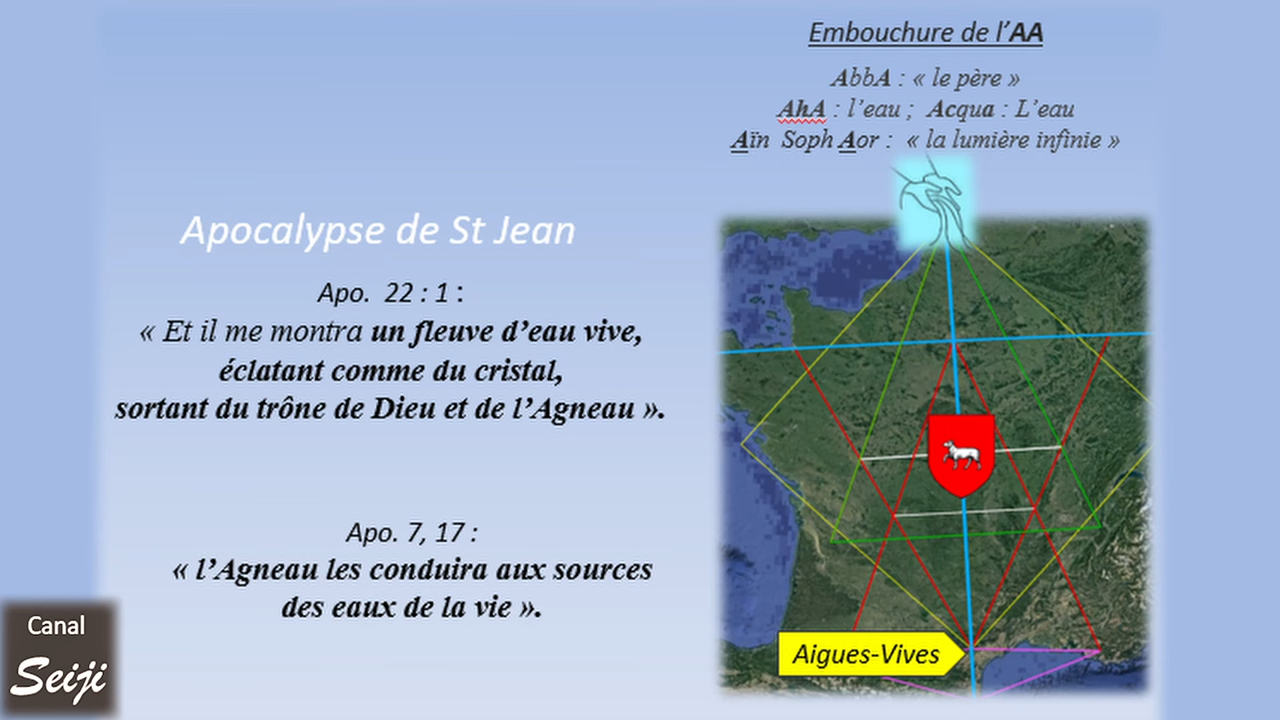 Embouchure de l'AA
AbbA : « le père »
AhA : l'eau ; Acqua : L'eau
Aïn Soph Aor : « la lumière infinie »
Apocalypse de St Jean
Apo. 22 : 1 :
« Et il me montra un fleuve d'eau vive,
éclatant comme du cristal,
sortant du trône de Dieu et de l'Agneau ».
Apo. 7, 17 :
« l'Agneau les conduira aux sources
des eaux de la vie ».
Aigues-Vives
Canal
Seiji